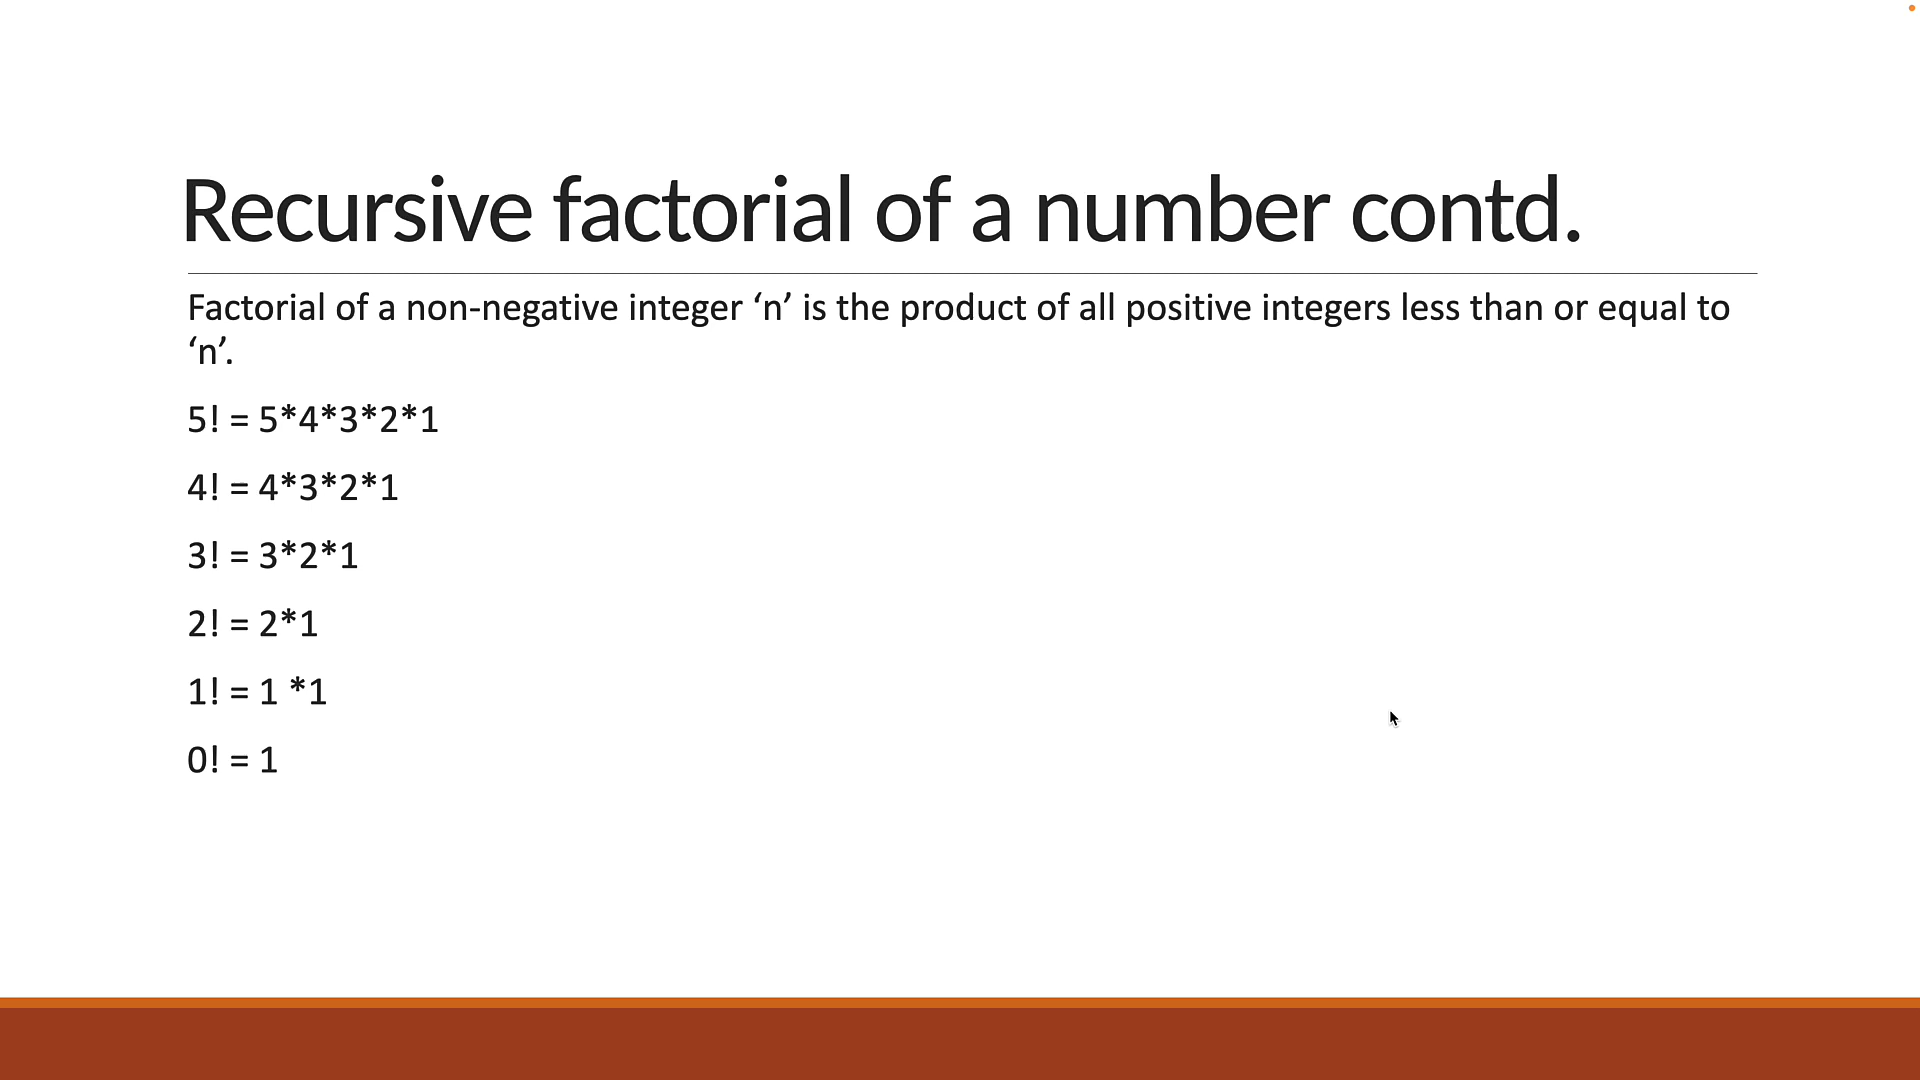 Recursive factorial of a number contd.
Factorial of a non-negative integer ‘n’ is the product of all positive integers less than or equal to
‘n’.
5! = 5*4*3*2*1
4! = 4*3*2*1
3! = 3*2*1
2! = 2*1
1! = 1 *1
0! = 1